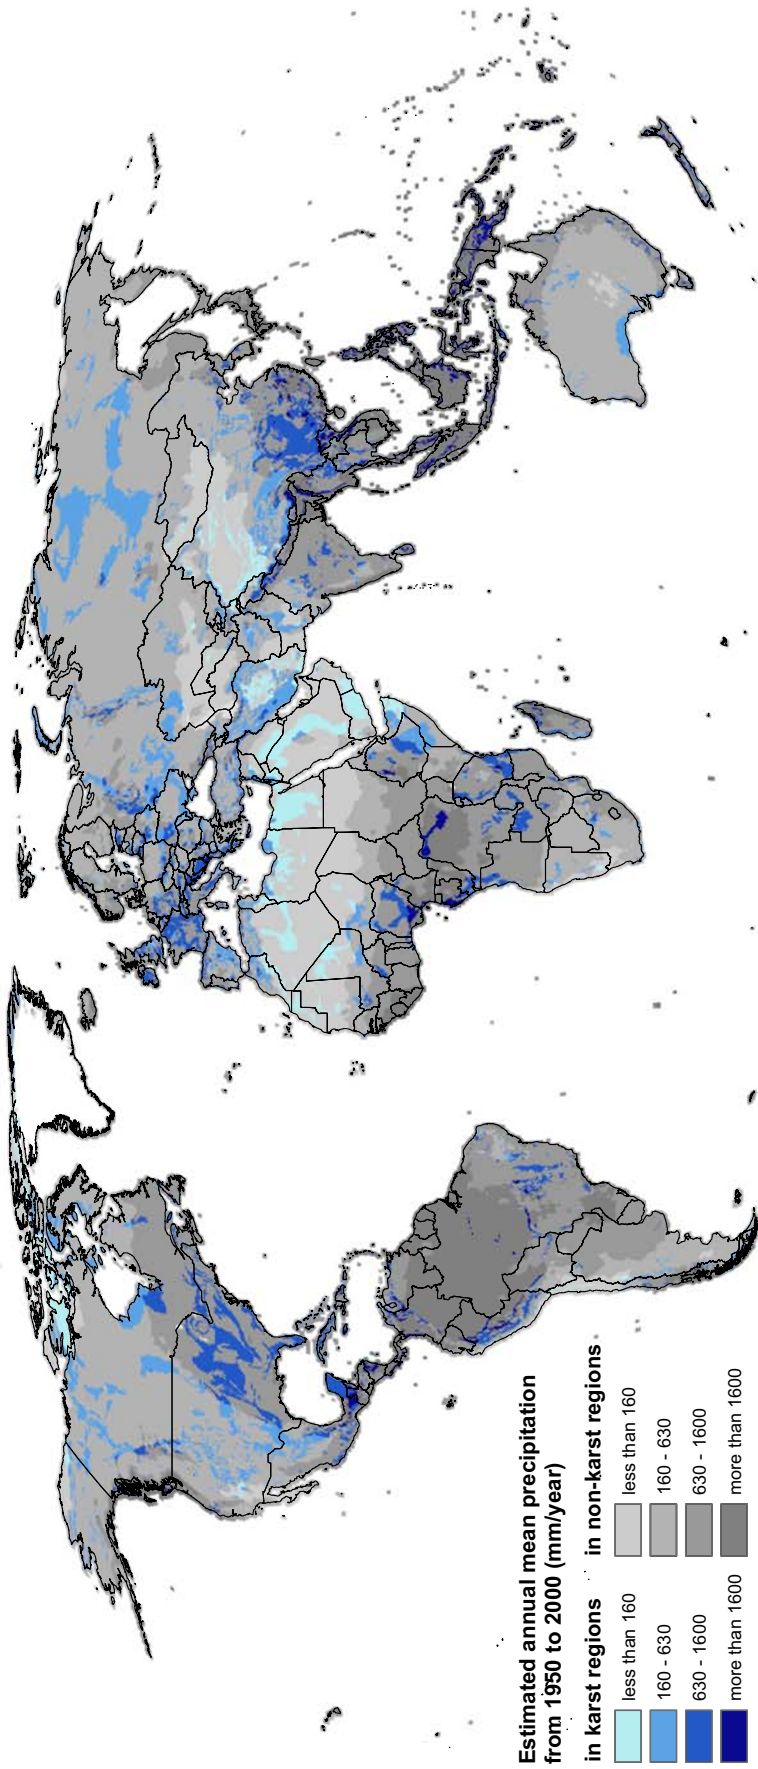 Estimated annual mean precipitation
from 1950 to 2000 (mm/year)
in karst regions
in non-karst regions
less than 160
less than 160
160 - 630
160 - 630
630 - 1600
630 - 1600
more than 1600
more than 1600